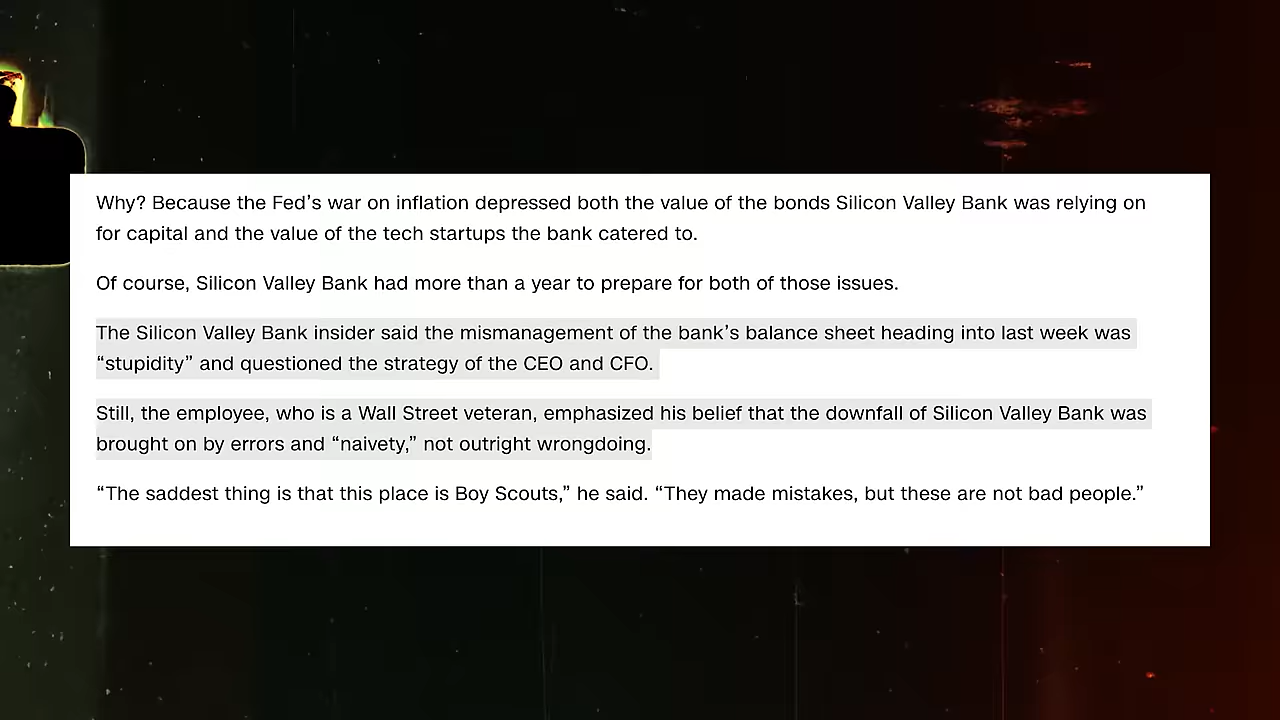 Why? Because the Fed’s war on inflation depressed both the value of the bonds Silicon Valley Bank was relying on
for capital and the value of the tech startups the bank catered to.
Of course, Silicon Valley Bank had more than a year to prepare for both of those issues.
The Silicon Valley Bank insider said the mismanagement of the bank’s balance sheet heading into last week was
“stupidity” and questioned the strategy of the CEO and CFO.
Still, the employee, who is a Wall Street veteran, emphasized his belief that the downfall of Silicon Valley Bank was
brought on by errors and “naivety,” not outright wrongdoing.
“The saddest thing is that this place is Boy Scouts,” he said. “They made mistakes, but these are not bad people.”